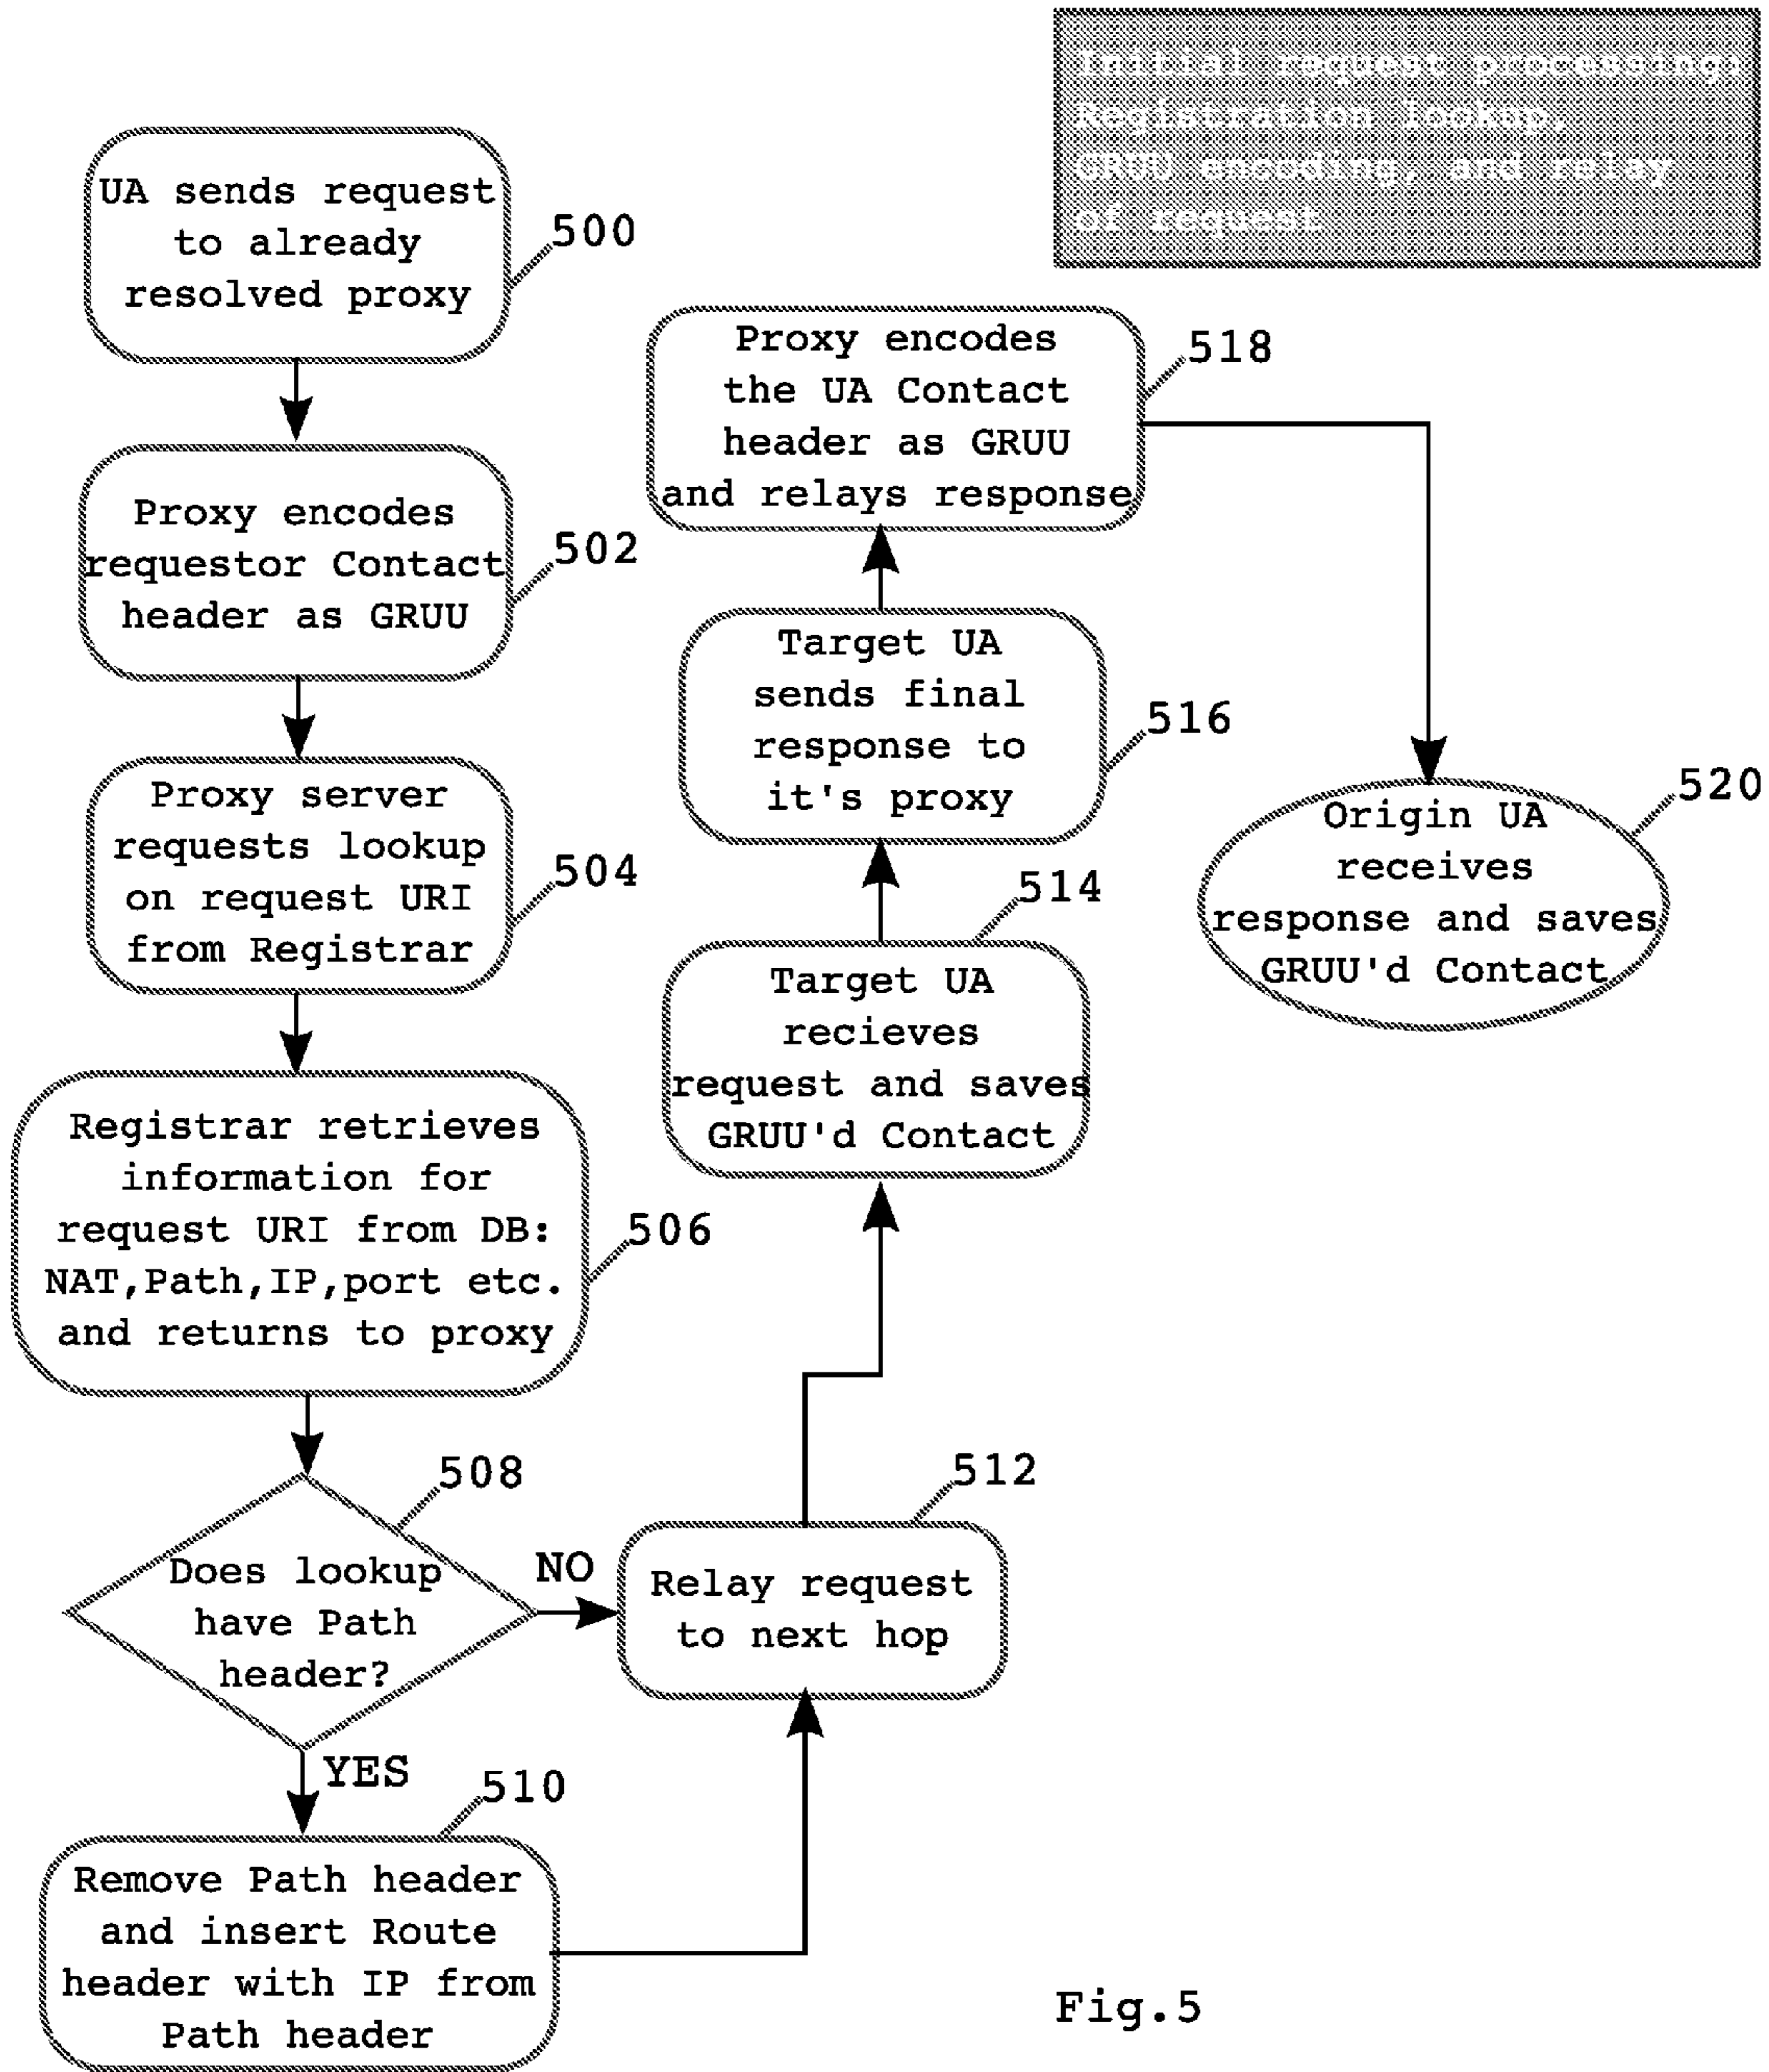 Initial request processing:
Registration lookup,
GRUU encoding, and relay
of request
UA sends request
to already
resolved proxy
500
Proxy encodes
requestor Contact
header as GRUU
502
Proxy server
requests lookup
on request URI
from Registrar
504
Registrar retrieves
information for
request URI from DB:
NAT,Path,IP,port etc.
and returns to proxy
506
508
Does lookup
have Path
header?
NO
YES
510
Remove Path header
and insert Route
header with IP from
Path header
512
Relay request
to next hop
514
Target UA
recieves
request and saves
GRUU'd Contact
Target UA
sends final
response to
it's proxy
516
Proxy encodes
the UA Contact
header as GRUU
and relays response
518
520
Origin UA
receives
response and saves
GRUU'd Contact
Fig.5